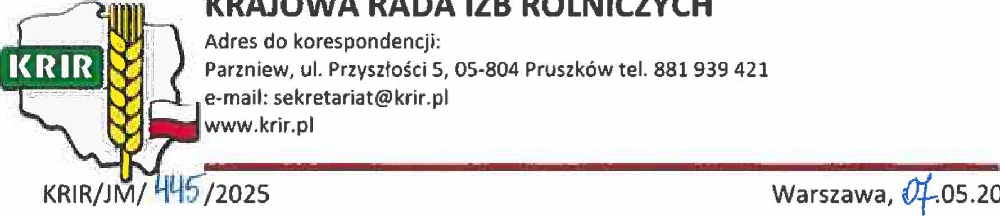 KRAJOWA RADA IZB ROLNICZYCH
Adres do korespondencji:
KRIR
Parzniew, ul. Przyszłości 5, 05-804 Pruszków tel. 881 939 421
e-mail: sekretariat@krir.pl
www.krir.pl
KRIR/JM/ 445 /2025
Warszawa, 07.05.20